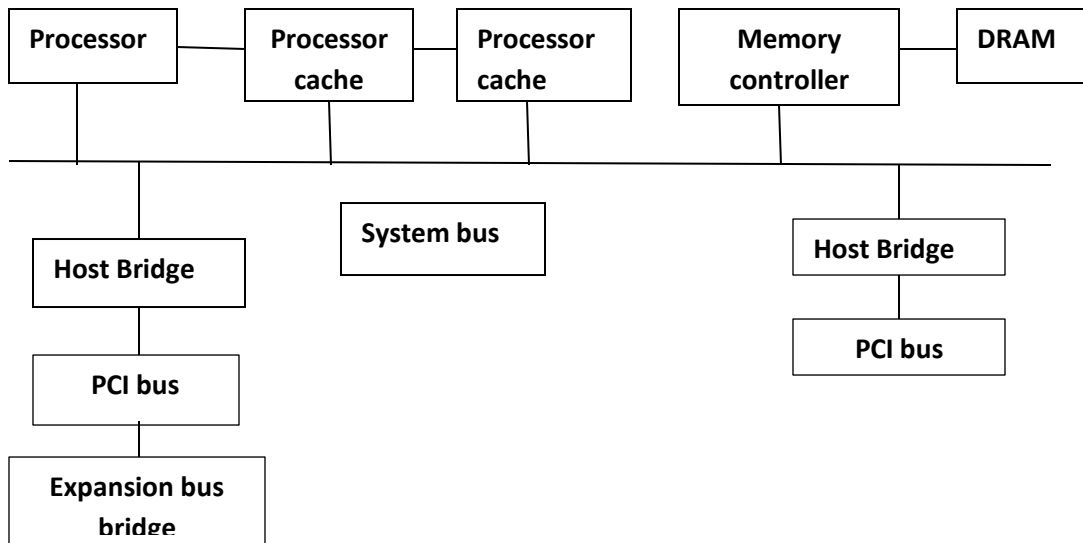 Processor
Processor
cache
Processor
cache
Memory
controller
DRAM
System bus
Host Bridge
Host Bridge
PCI bus
PCI bus
Expansion bus
bridge